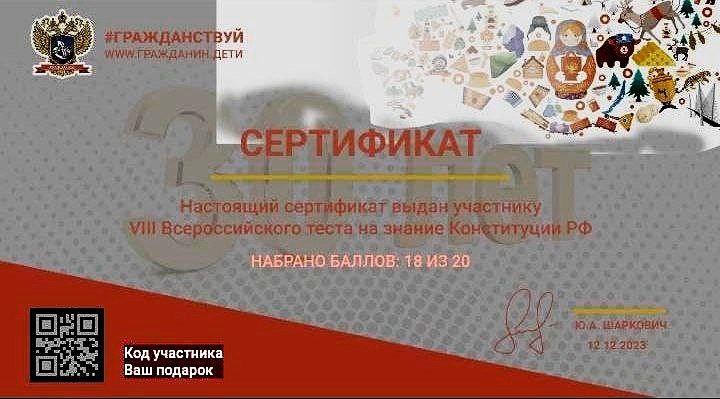 #ГРАЖДАНСТВУЙ
WWW.ГРАЖДАНИН.ДЕТИ
30 лет
СЕРТИФИКАТ
Настоящий сертификат выдан участнику
VIII Всероссийского теста на знание Конституции РФ
НАБРАНО БАЛЛОВ: 18 ИЗ 20
Ю.А. ШАРКОВИЧ
12.12.2023
Код участника
Ваш подарок